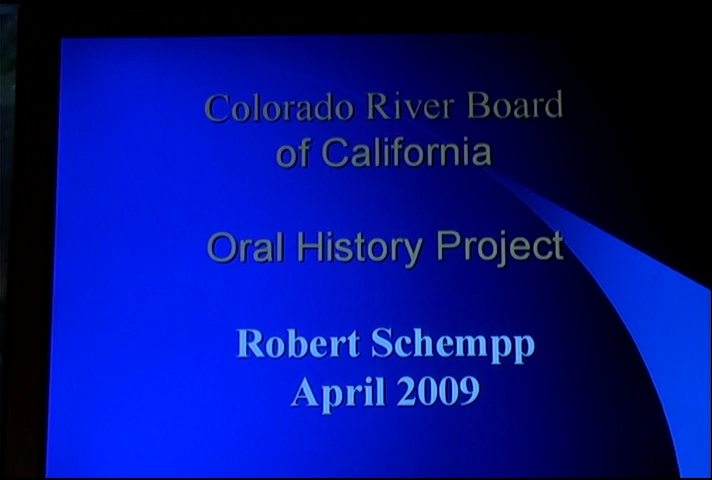 Colorado River Board
of California
Oral History Project
Robert Schempp
April 2009